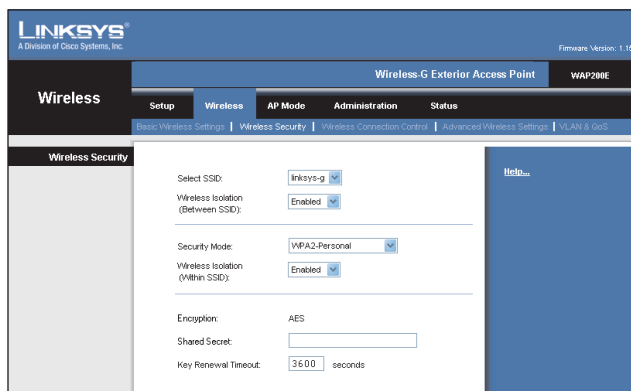 LINKSYS®
A Division of Cisco Systems, Inc.
Firmware Version:
Wireless-G Exterior Access Point WAP200E
Wireless
Setup Wireless AP Mode Administration Status
Basic Wireless Settings | Wireless Security | Wireless Connection Control | Advanced Wireless Settings | VLAN & QoS
Wireless Security
Help...
Select SSID: linksys-g
Wireless Isolation
(Between SSID): Enabled
Security Mode: WPA2-Personal
Wireless Isolation
(Within SSID): Enabled
Encryption: AES
Shared Secret:
Key Renewal Timeout: 3600 seconds